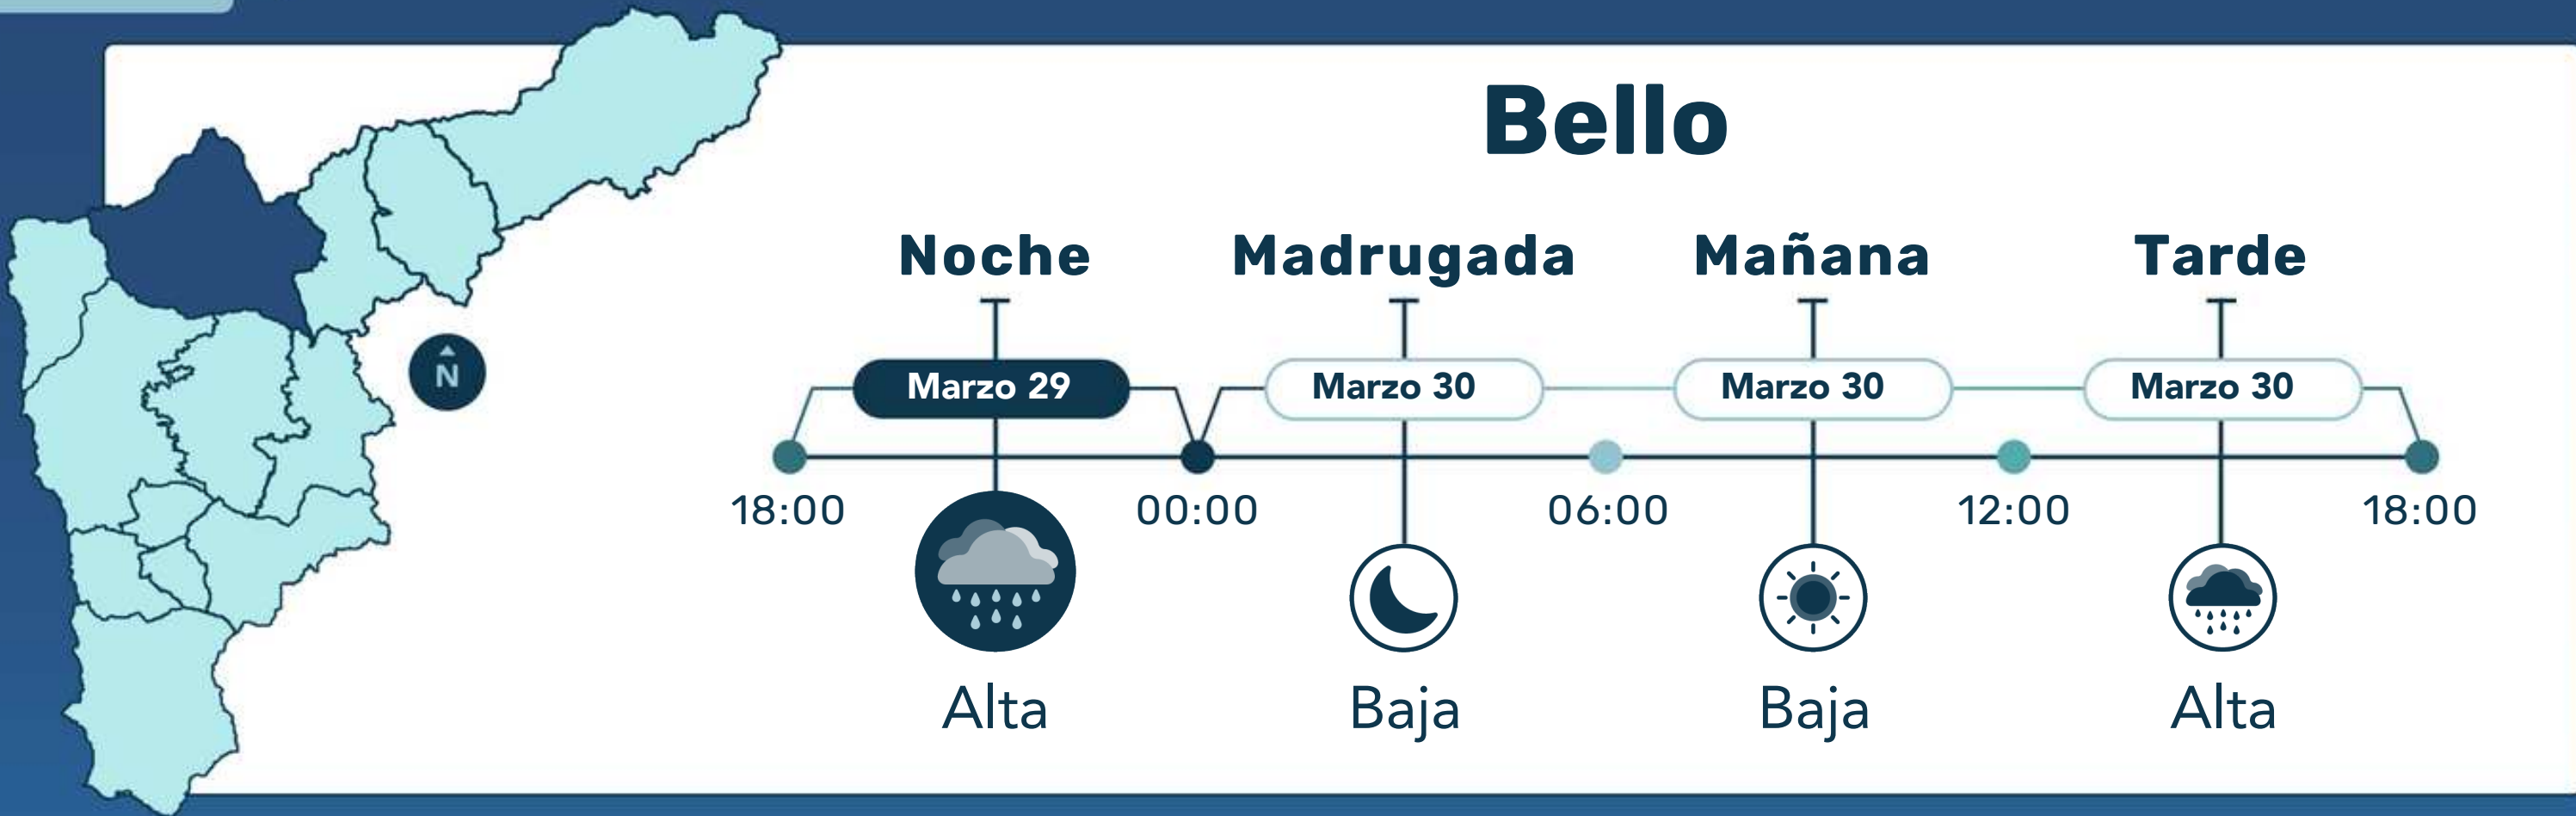 Bello
Noche Madrugada Mañana Tarde
Marzo 29 Marzo 30 Marzo 30 Marzo 30
N
18:00 00:00 06:00 12:00 18:00
Alta Baja Baja Alta